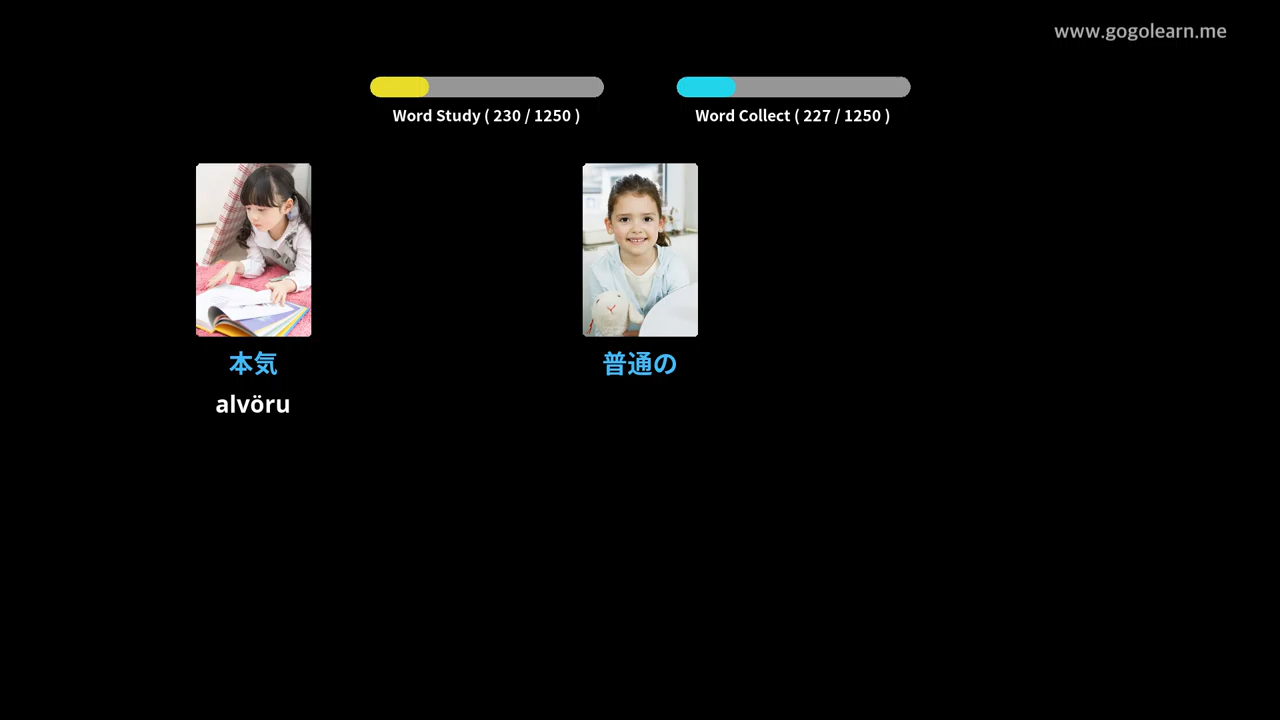 www.gogolearn.me
Word Study ( 230 / 1250 )
Word Collect ( 227 / 1250 )
本気
普通の
alvöru